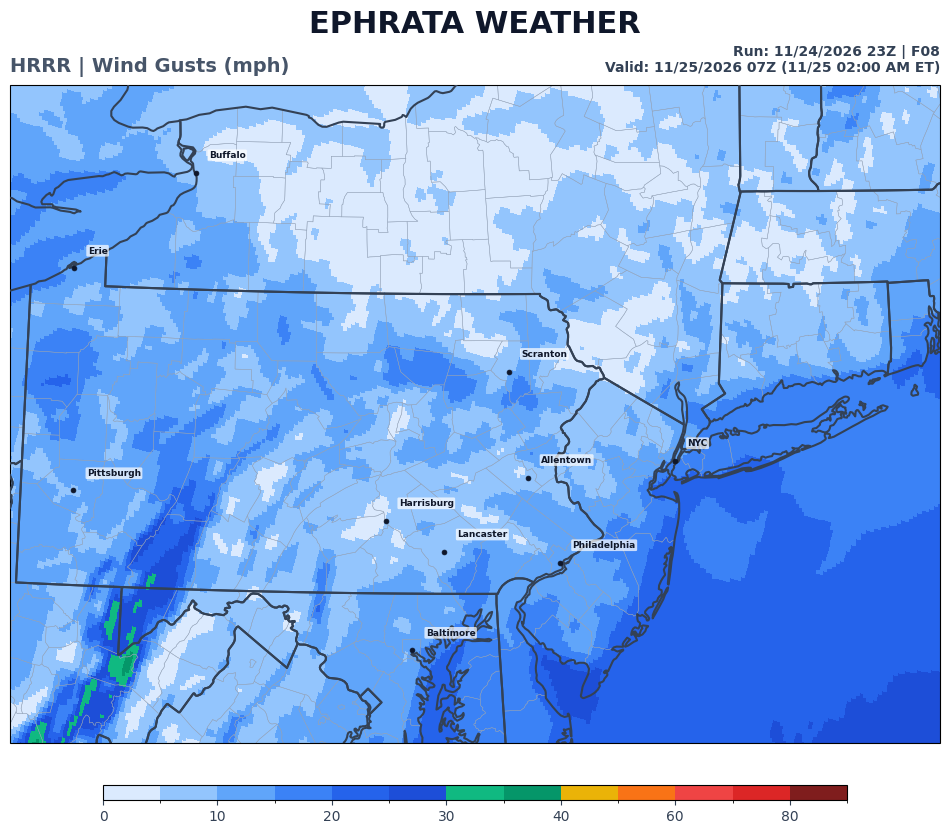 EPHRATA WEATHER
HRRR | Wind Gusts (mph)
Run: 11/24/2026 23Z | F08
Valid: 11/25/2026 07Z (11/25 02:00 AM ET)
Buffalo
Erie
Scranton
NYC
Allentown
Pittsburgh
Harrisburg
Lancaster
Philadelphia
Baltimore
0 10 20 30 40 60 80